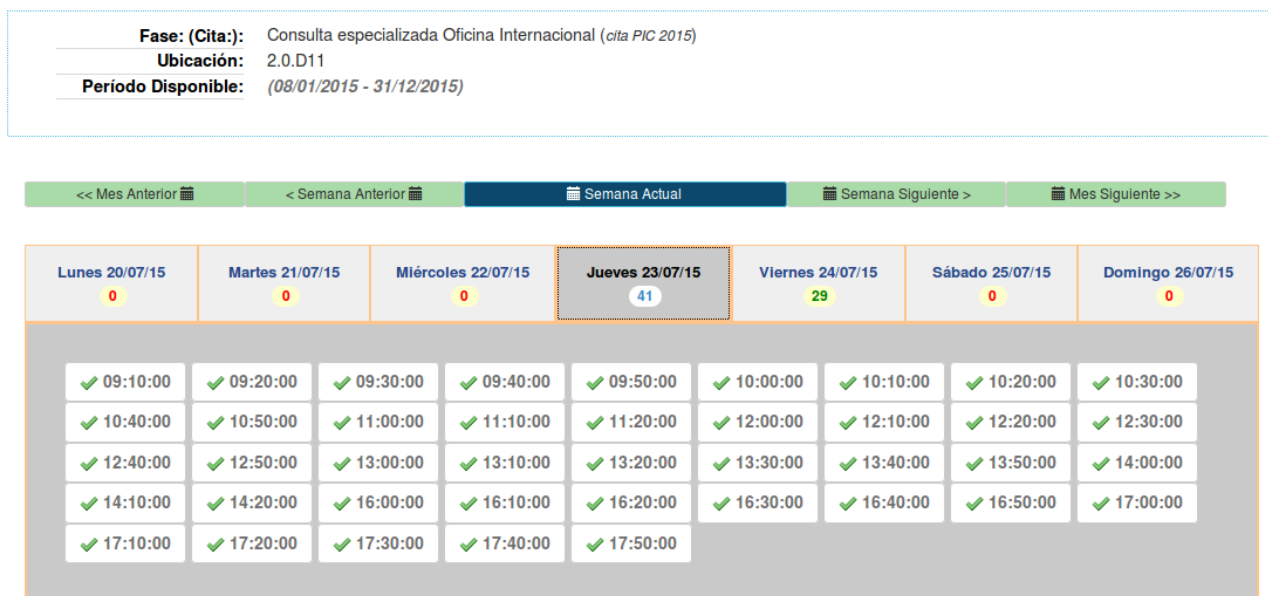 Fase: (Cita:): Consulta especializada Oficina Internacional (cita PIC 2015)
Ubicación: 2.0.D11
Período Disponible: (08/01/2015 - 31/12/2015)
<< Mes Anterior < Semana Anterior Semana Actual Semana Siguiente > Mes Siguiente >>
Lunes 20/07/15 Martes 21/07/15 Miércoles 22/07/15 Jueves 23/07/15 Viernes 24/07/15 Sábado 25/07/15 Domingo 26/07/15
0 0 0 41 29 0 0
09:10:00 09:20:00 09:30:00 09:40:00 09:50:00 10:00:00 10:10:00 10:20:00 10:30:00
10:40:00 10:50:00 11:00:00 11:10:00 11:20:00 12:00:00 12:10:00 12:20:00 12:30:00
12:40:00 12:50:00 13:00:00 13:10:00 13:20:00 13:30:00 13:40:00 13:50:00 14:00:00
14:10:00 14:20:00 16:00:00 16:10:00 16:20:00 16:30:00 16:40:00 16:50:00 17:00:00
17:10:00 17:20:00 17:30:00 17:40:00 17:50:00